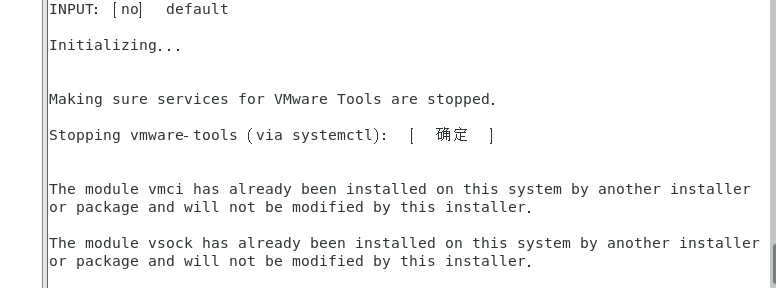 INPUT: [no]  default
Initializing...
Making sure services for VMware Tools are stopped.
Stopping vmware-tools (via systemctl):  [  确定  ]
The module vmci has already been installed on this system by another installer
or package and will not be modified by this installer.
The module vsock has already been installed on this system by another installer
or package and will not be modified by this installer.